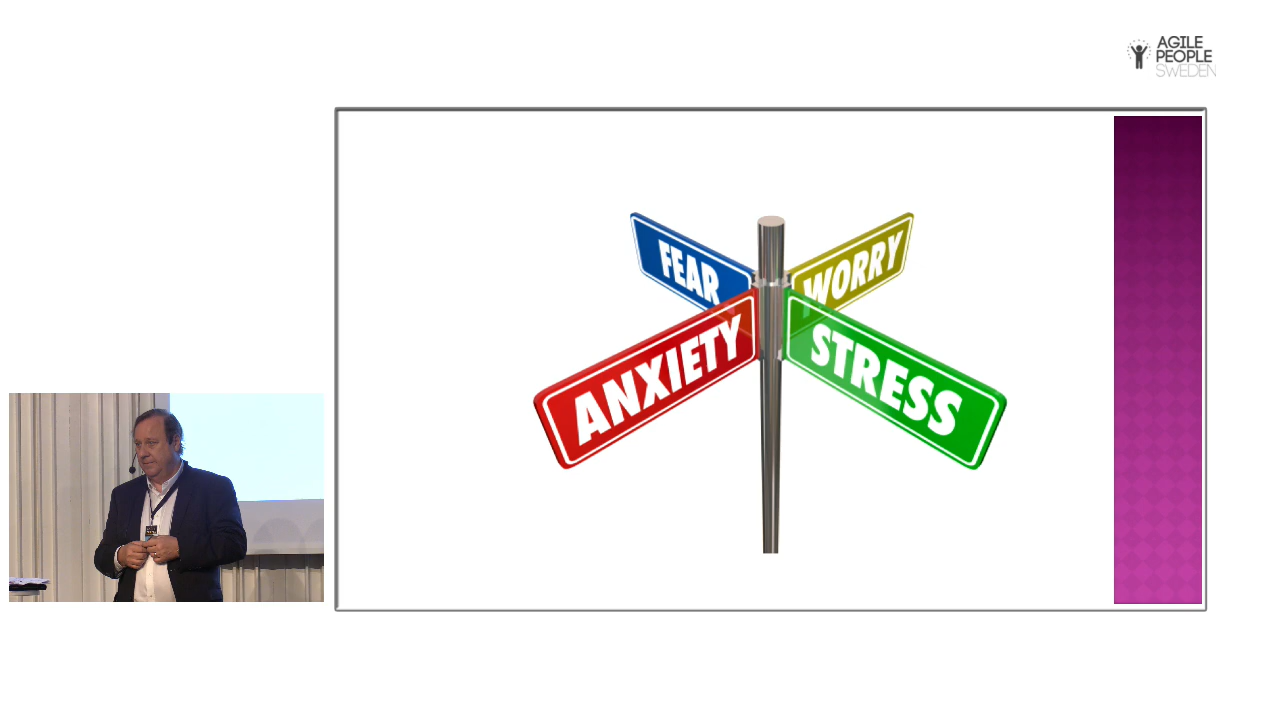 AGILE
PEOPLE
SWEDEN
FEAR
WORRY
ANXIETY
STRESS